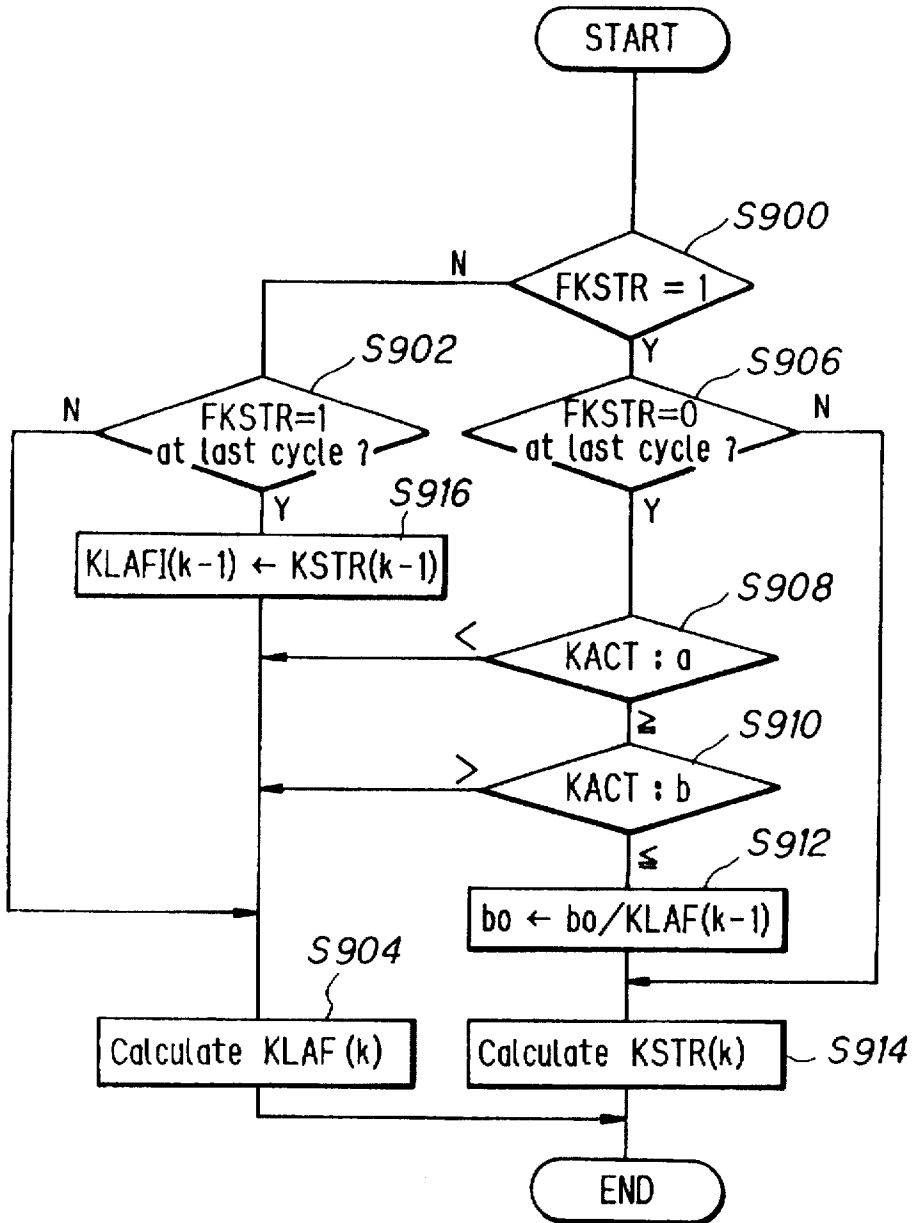 START
S900
N
FKSTR = 1
Y
S902
S906
N
FKSTR=1
at last cycle ?
FKSTR=0
at last cycle ?
N
Y
S916
Y
KLAFI(k-1) ← KSTR(k-1)
S908
<
KACT : a
≧
S910
>
KACT : b
≦
S912
bo ← bo/KLAF(k-1)
S904
Calculate KLAF(k)
Calculate KSTR(k)
S914
END